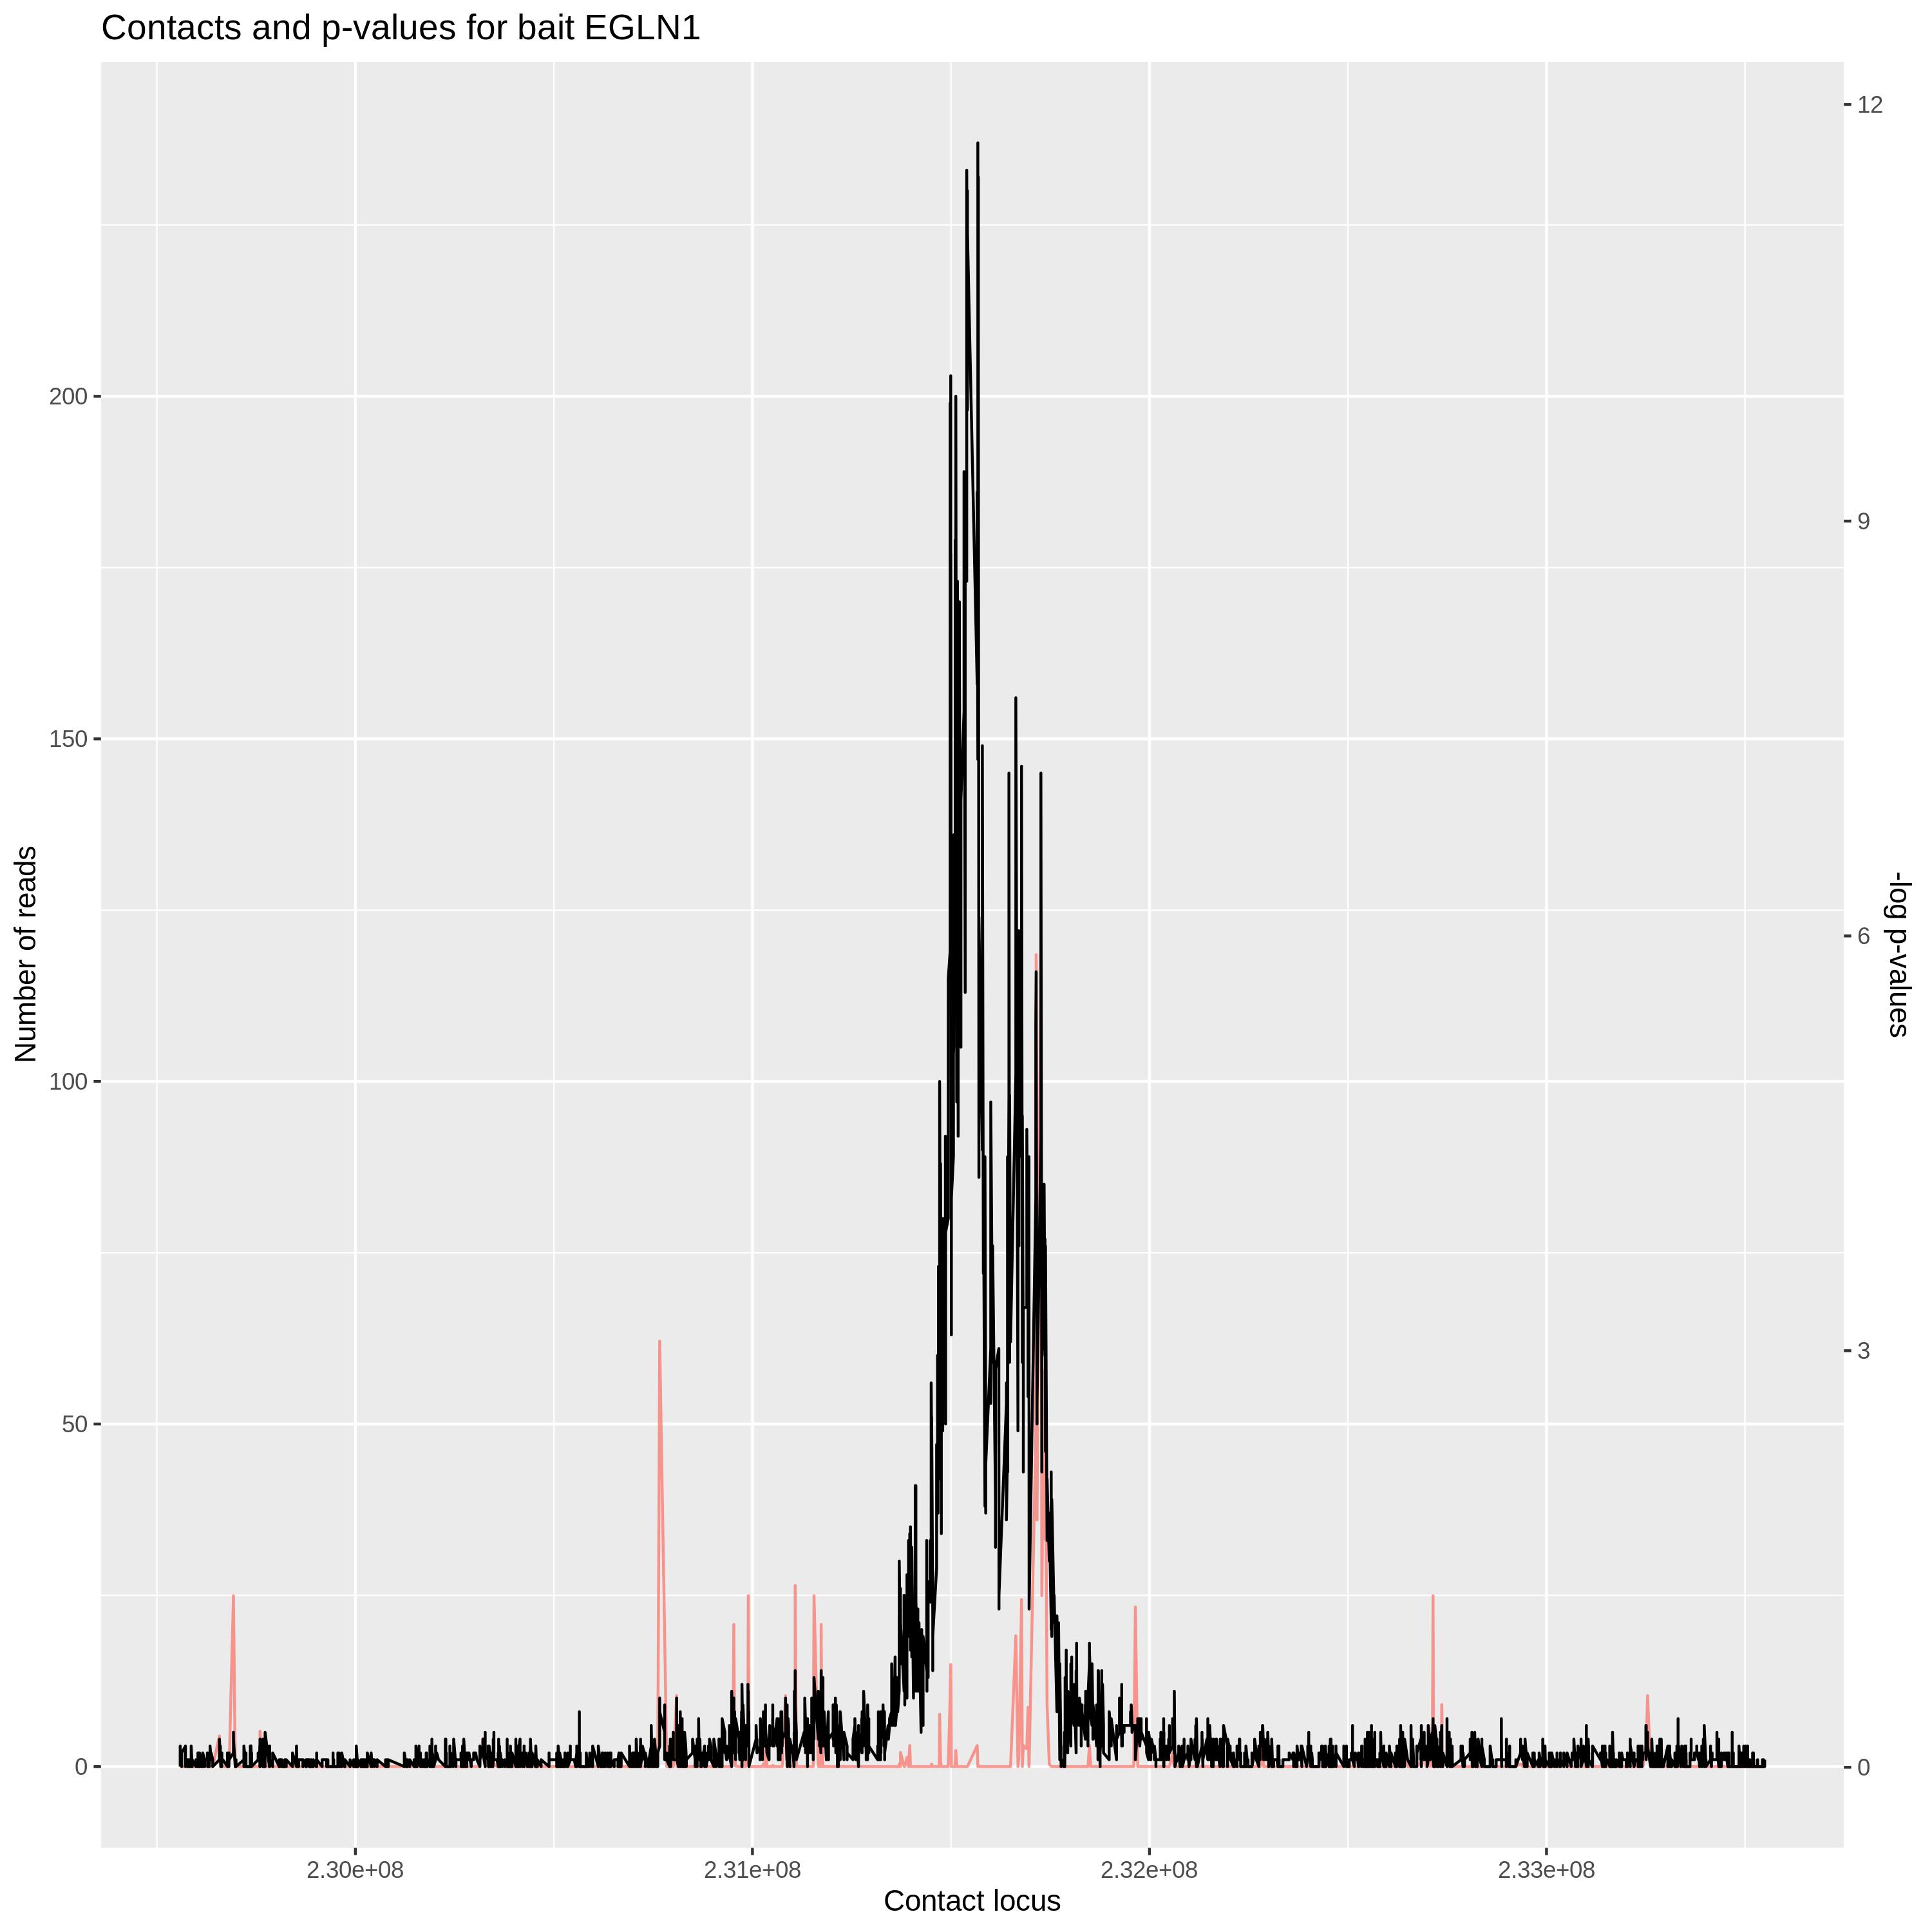 Contacts and p-values for bait EGLN1
12
9
6
3
0
200
150
100
50
0
Number of reads
-log p-values
2.30e+08
2.31e+08
2.32e+08
2.33e+08
Contact locus